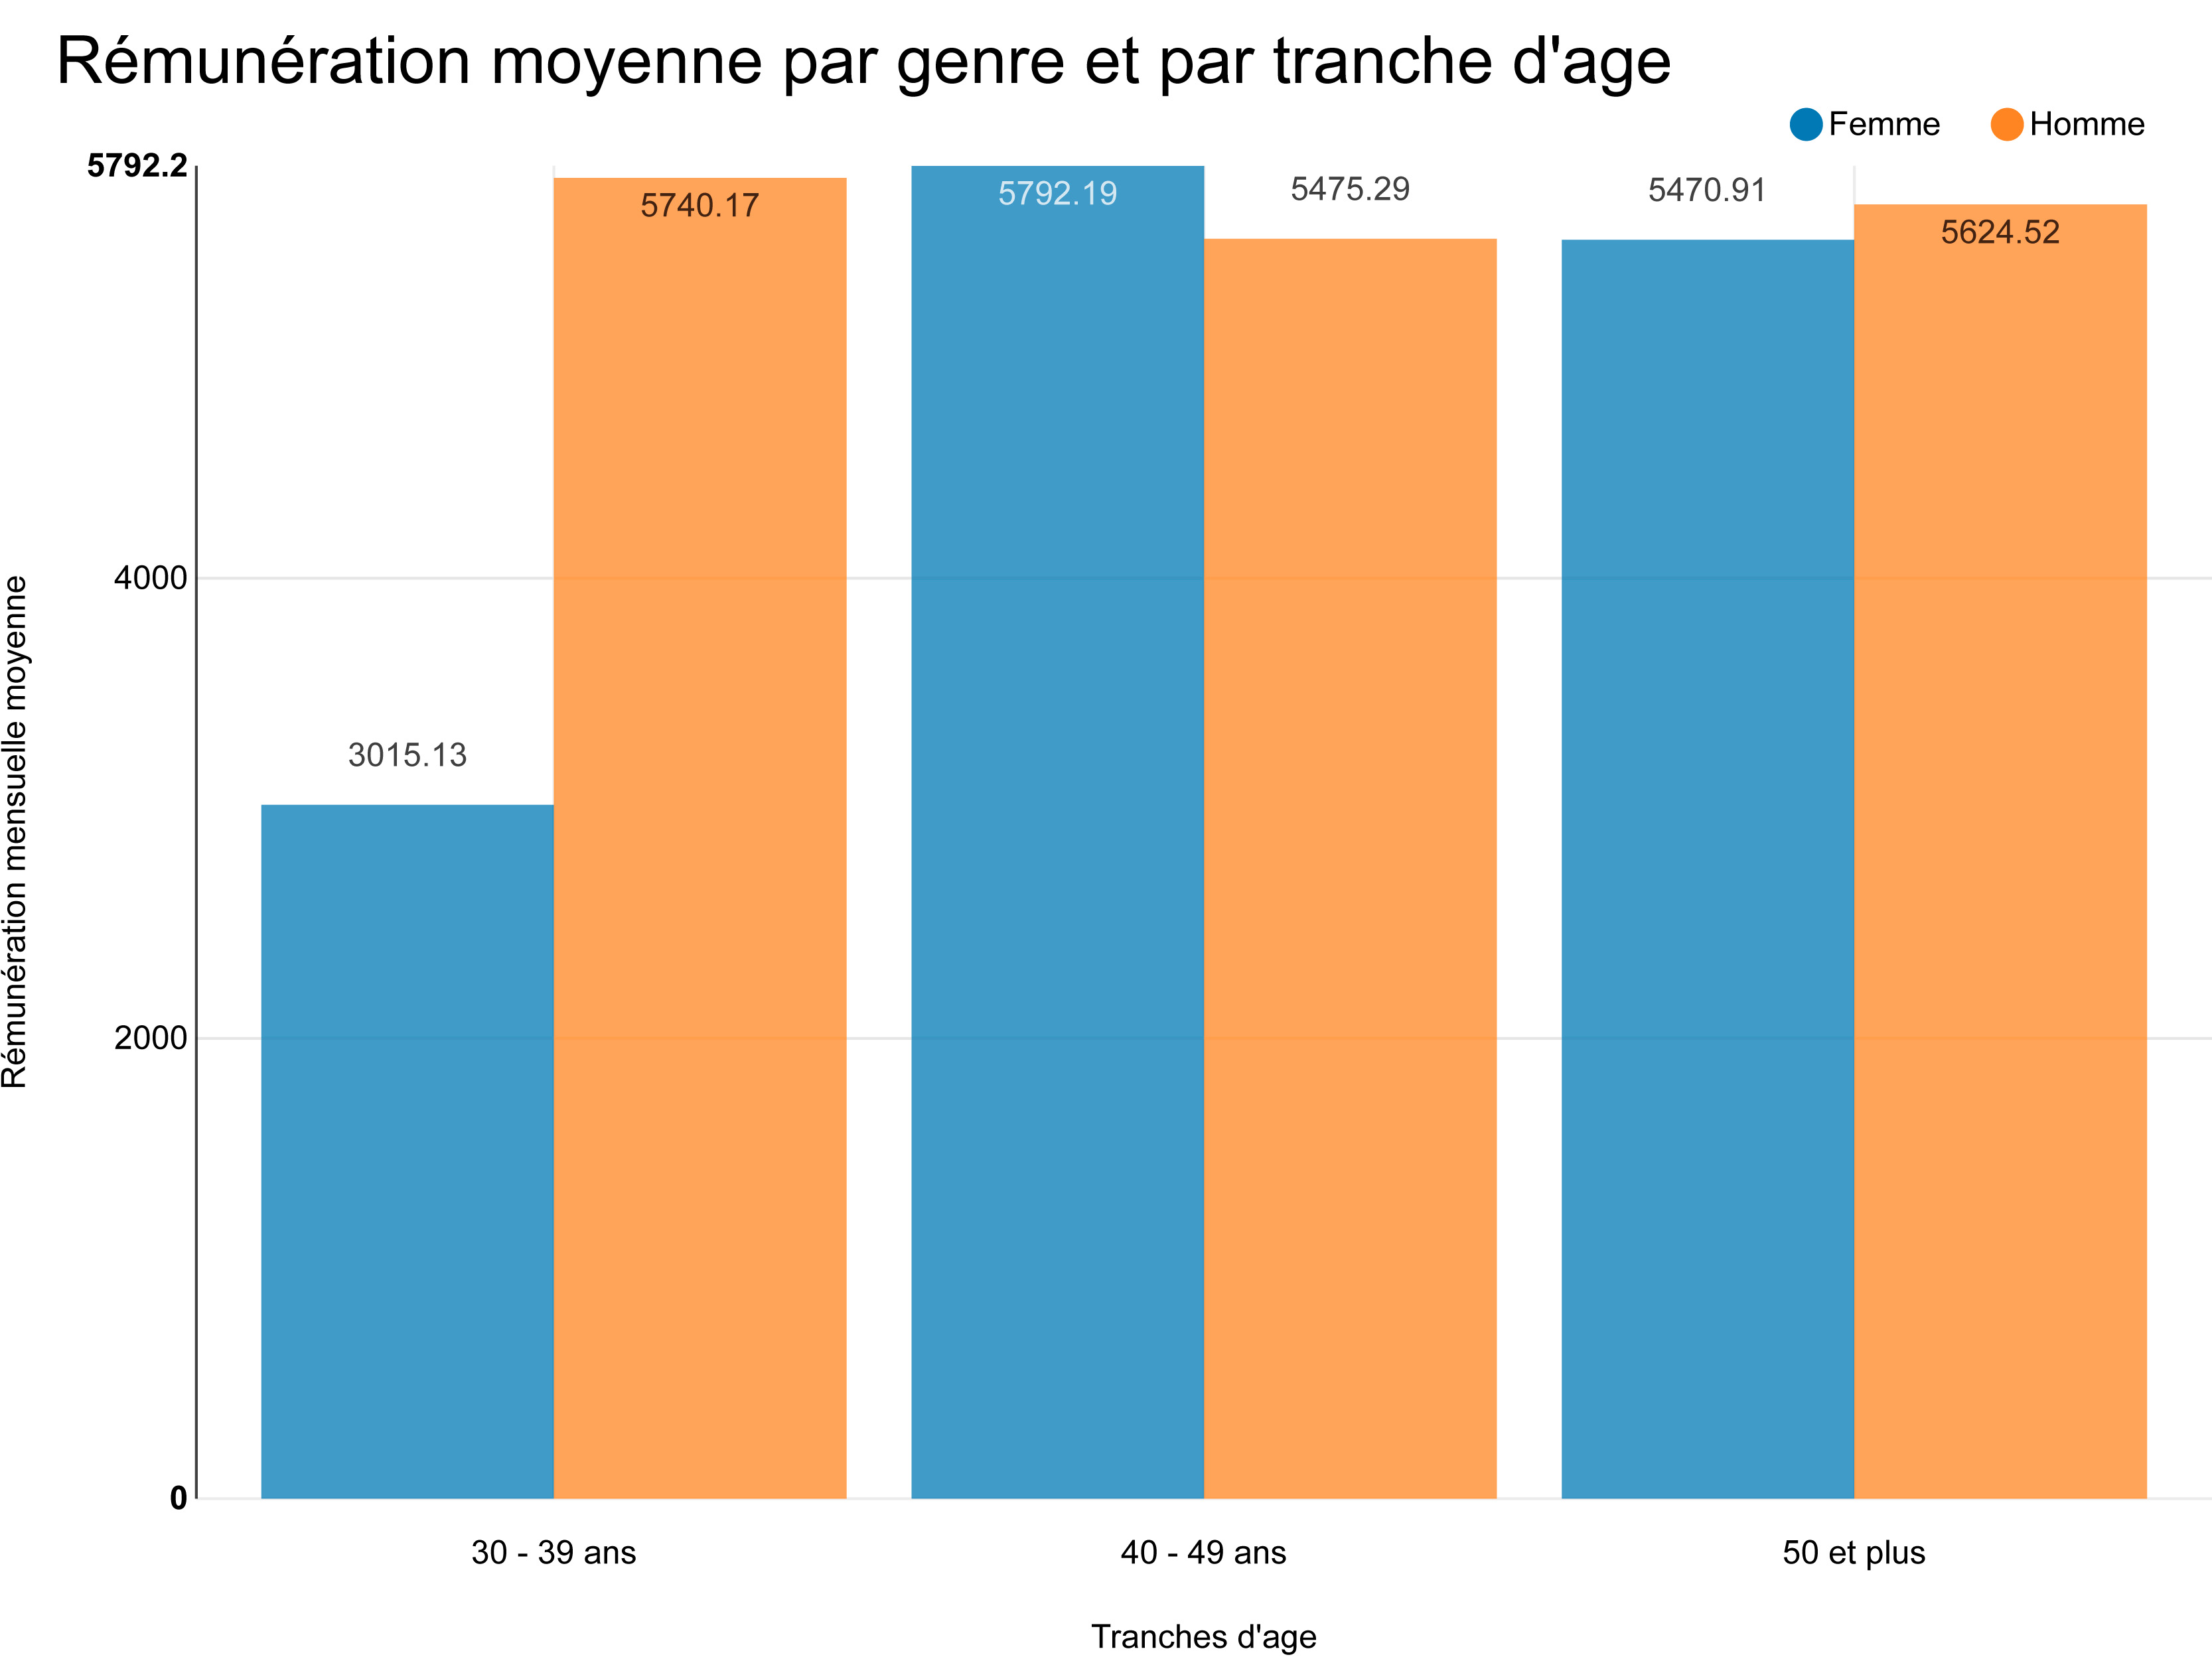 Rémunération moyenne par genre et par tranche d'age
Femme Homme
5792.2
5740.17
5792.19
5475.29
5470.91
5624.52
4000
3015.13
2000
0
Rémunération mensuelle moyenne
30 - 39 ans
40 - 49 ans
50 et plus
Tranches d'age